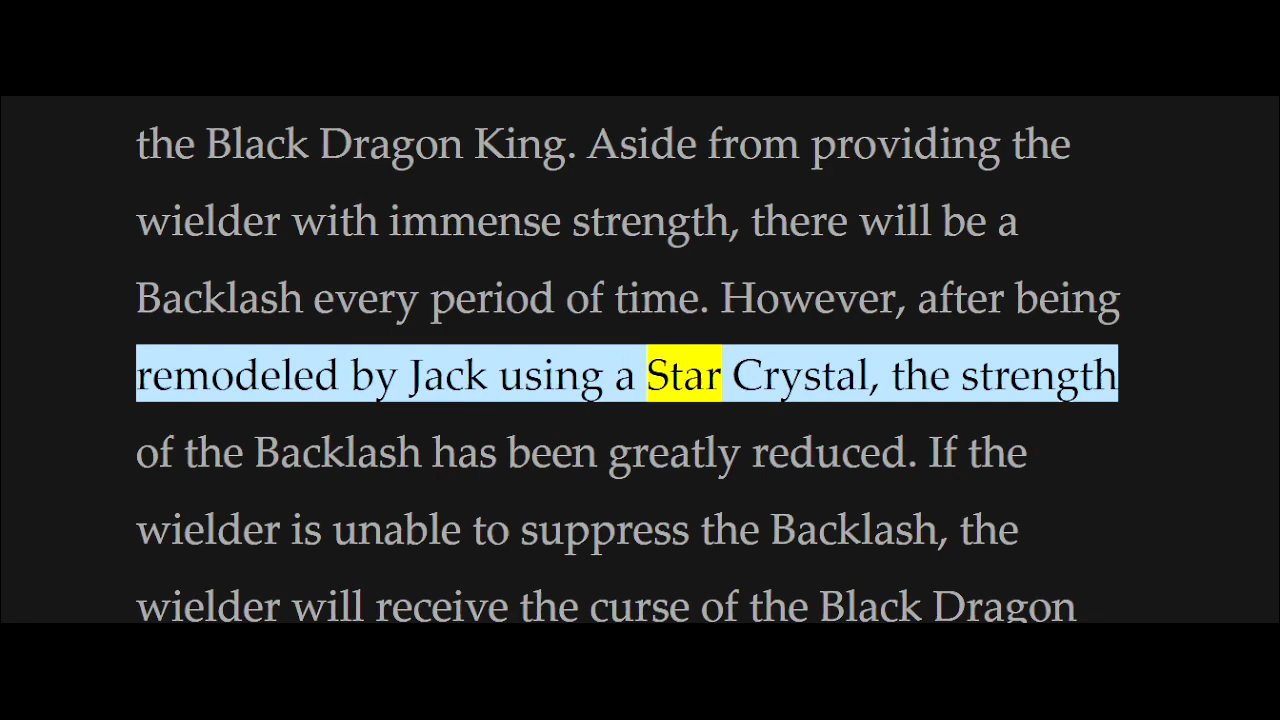 the Black Dragon King. Aside from providing the
wielder with immense strength, there will be a
Backlash every period of time. However, after being
remodeled by Jack using a Star Crystal, the strength
of the Backlash has been greatly reduced. If the
wielder is unable to suppress the Backlash, the
wielder will receive the curse of the Black Dragon